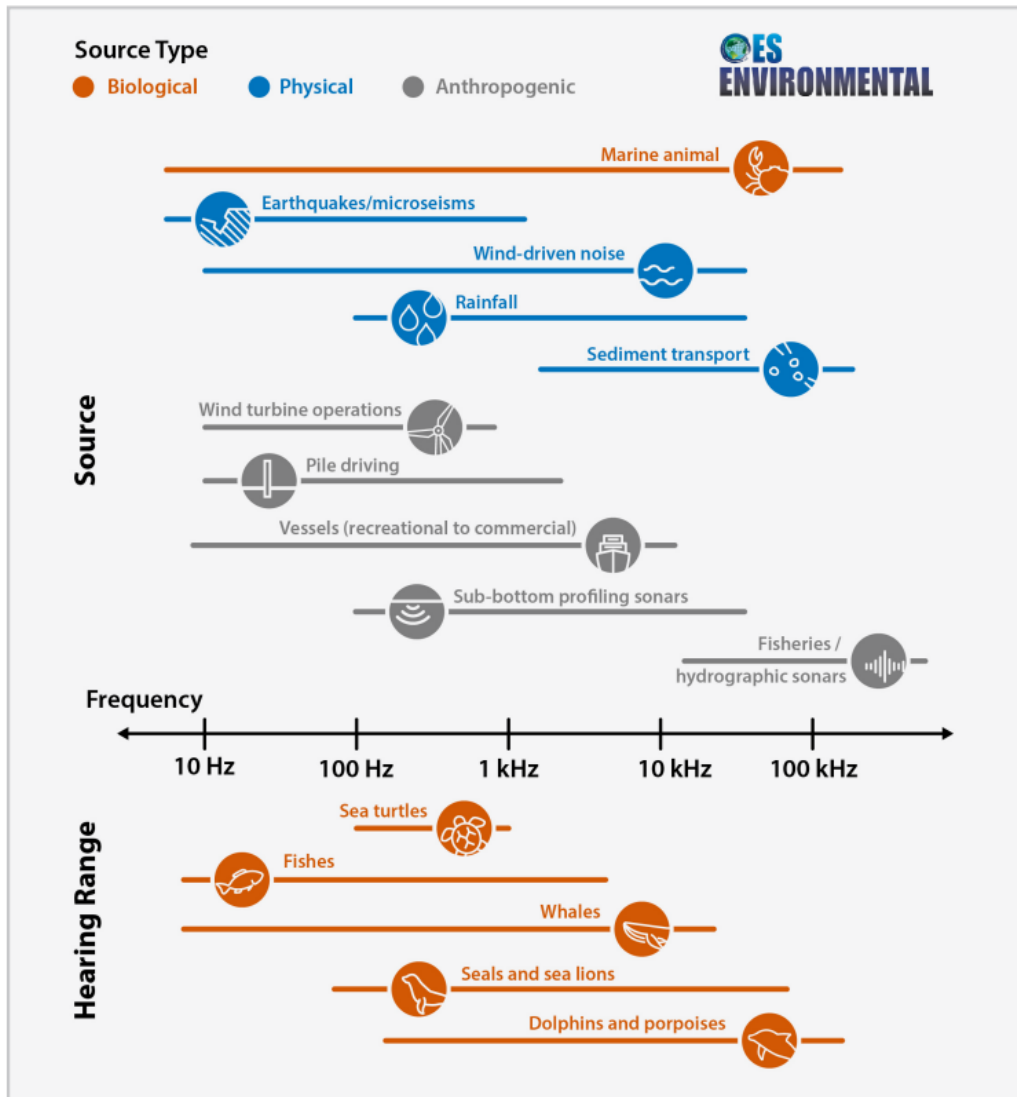 Source Type
Biological
Physical
Anthropogenic
OES
ENVIRONMENTAL
Marine animal
Earthquakes/microseisms
Wind-driven noise
Rainfall
Sediment transport
Source
Wind turbine operations
Pile driving
Vessels (recreational to commercial)
Sub-bottom profiling sonars
Fisheries /
hydrographic sonars
Frequency
10 Hz
100 Hz
1 kHz
10 kHz
100 kHz
Hearing Range
Sea turtles
Fishes
Whales
Seals and sea lions
Dolphins and porpoises